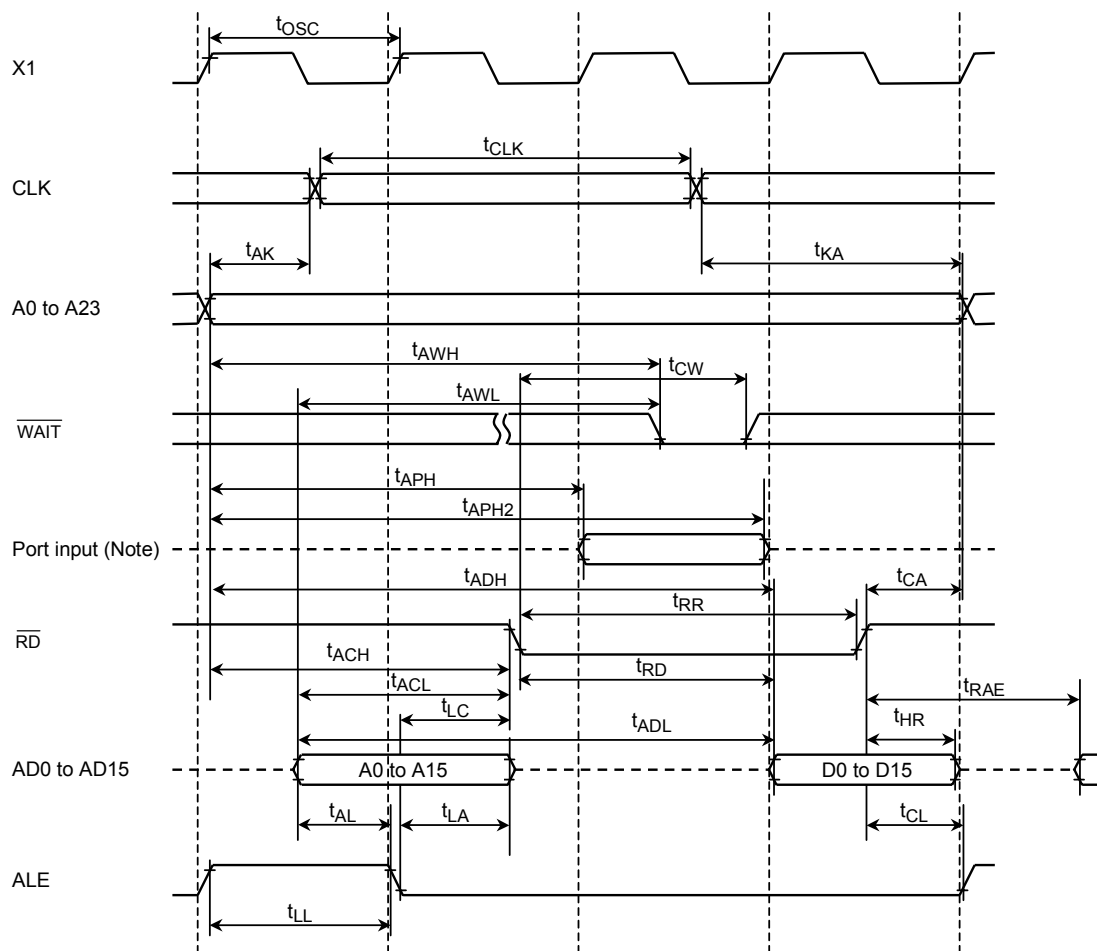 tOSC
X1
tCLK
CLK
tAK
tKA
A0 to A23
tAWH
tCW
tAWL
WAIT
tAPH
tAPH2
Port input (Note)
tADH
tCA
tRR
RD
tACH
tRD
tACL
tRAE
tLC
tHR
tADL
AD0 to AD15
A0 to A15
D0 to D15
tAL
tLA
tCL
ALE
tLL